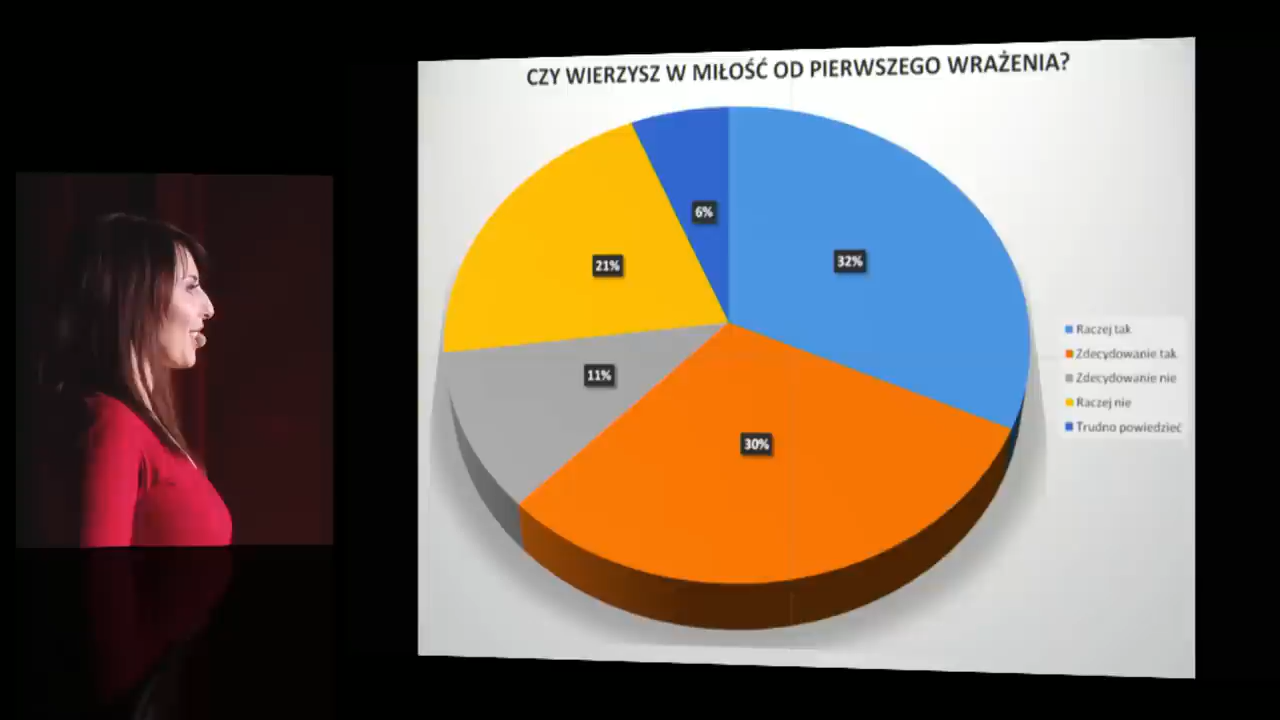 CZY WIERZYSZ W MIŁOŚĆ OD PIERWSZEGO WRAŻENIA?
6%
32%
21%
11%
30%
Raczej tak
Zdecydowanie tak
Zdecydowanie nie
Raczej nie
Trudno powiedzieć